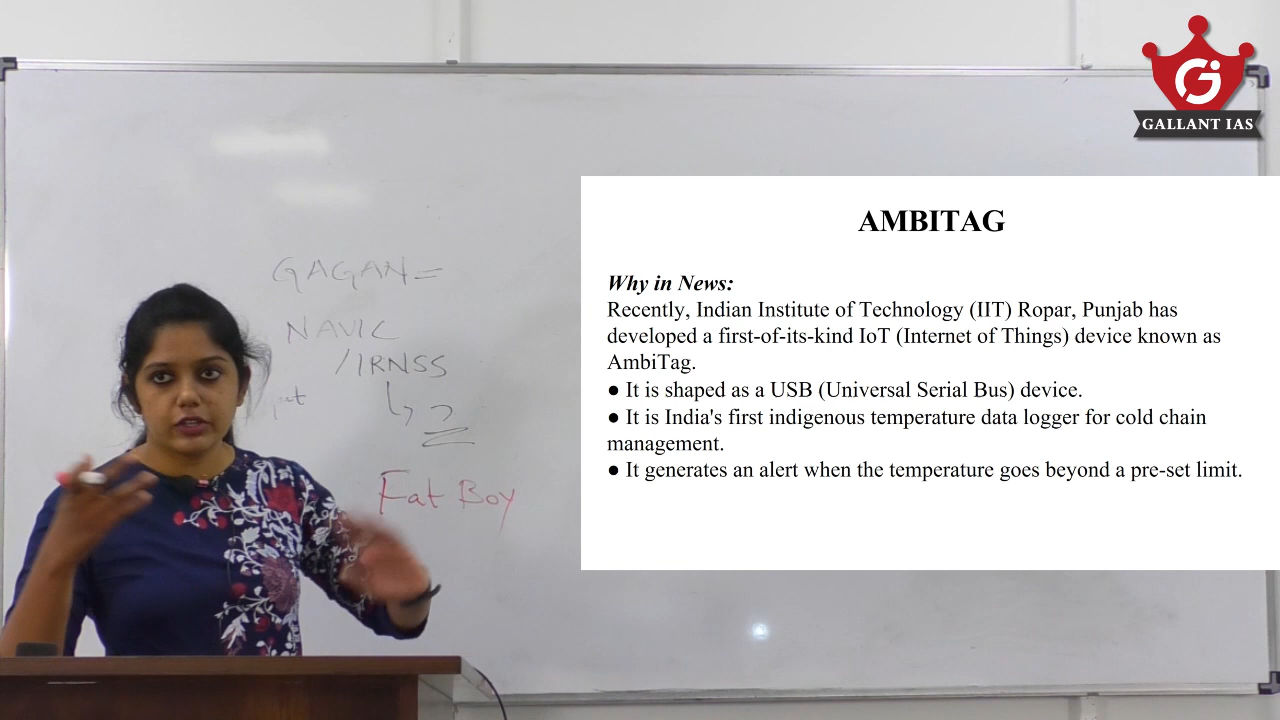 GALLANT IAS
GAGAN=
NAVIC
/IRNSS
Fat Boy
AMBITAG
Why in News:
Recently, Indian Institute of Technology (IIT) Ropar, Punjab has
developed a first-of-its-kind IoT (Internet of Things) device known as
AmbiTag.
● It is shaped as a USB (Universal Serial Bus) device.
● It is India's first indigenous temperature data logger for cold chain
management.
● It generates an alert when the temperature goes beyond a pre-set limit.